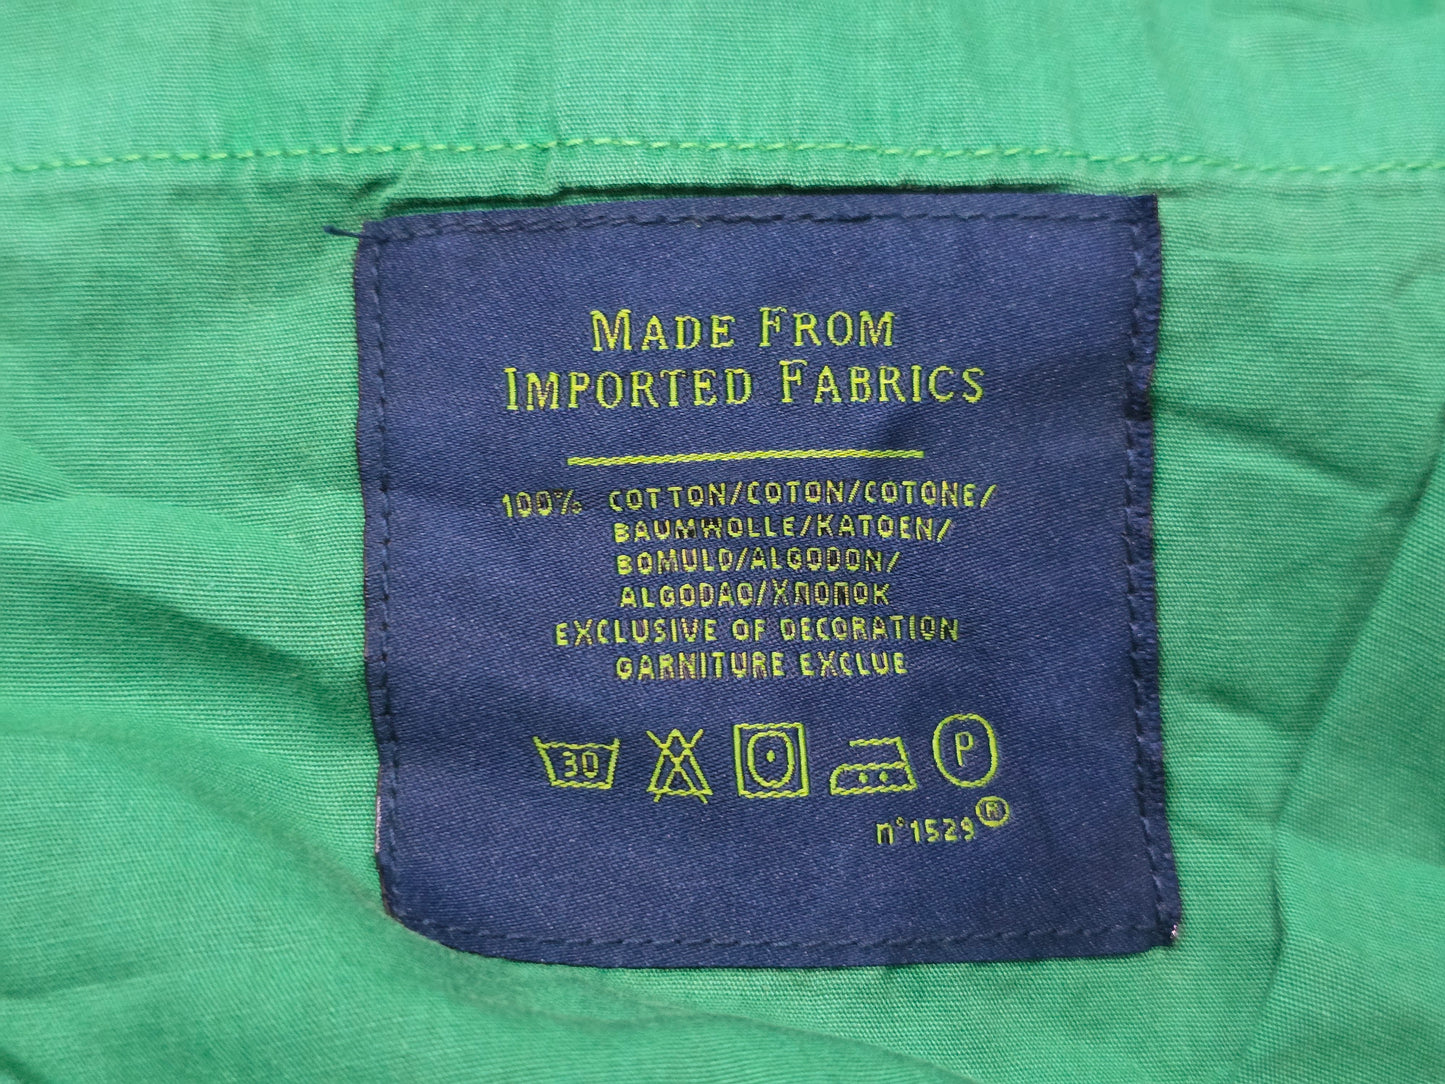 MADE FROM
IMPORTED FABRICS
100% COTTON/COTON/COTONE/
BAUMWOLLE/KATOEN/
BOMULD/ALGODON/
ALGODAO/ХЛОПОК
EXCLUSIVE OF DECORATION
GARNITURE EXCLUE
30
P
n°1529®